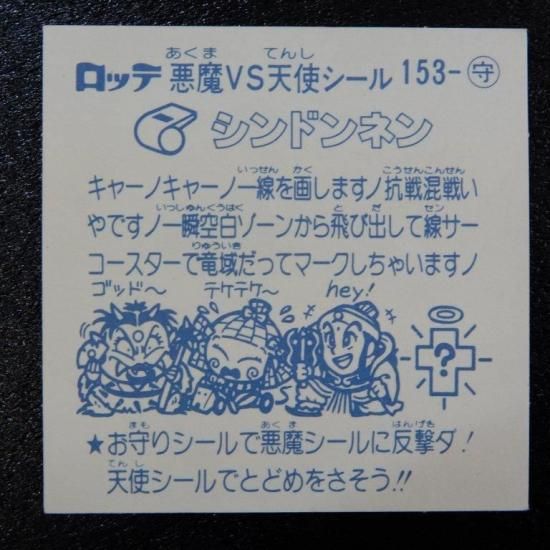 ロッテ 悪魔VS天使シール 153-守
あくま てんし
シンドンネン
いっせん かく こうせんこんせん
キャーノキャーノ一線を画しますノ抗戦混戦い
いっしゅんくうはく と だ セン
やですノ一瞬空白ゾーンから飛び出して線サー
りゅういき
コースターで竜域だってマークしちゃいますノ
ゴッド〜 テケテケ〜 hey!
?
まも あくま はんげき
★お守りシールで悪魔シールに反撃ダ!
てんし
天使シールでとどめをさそう!!